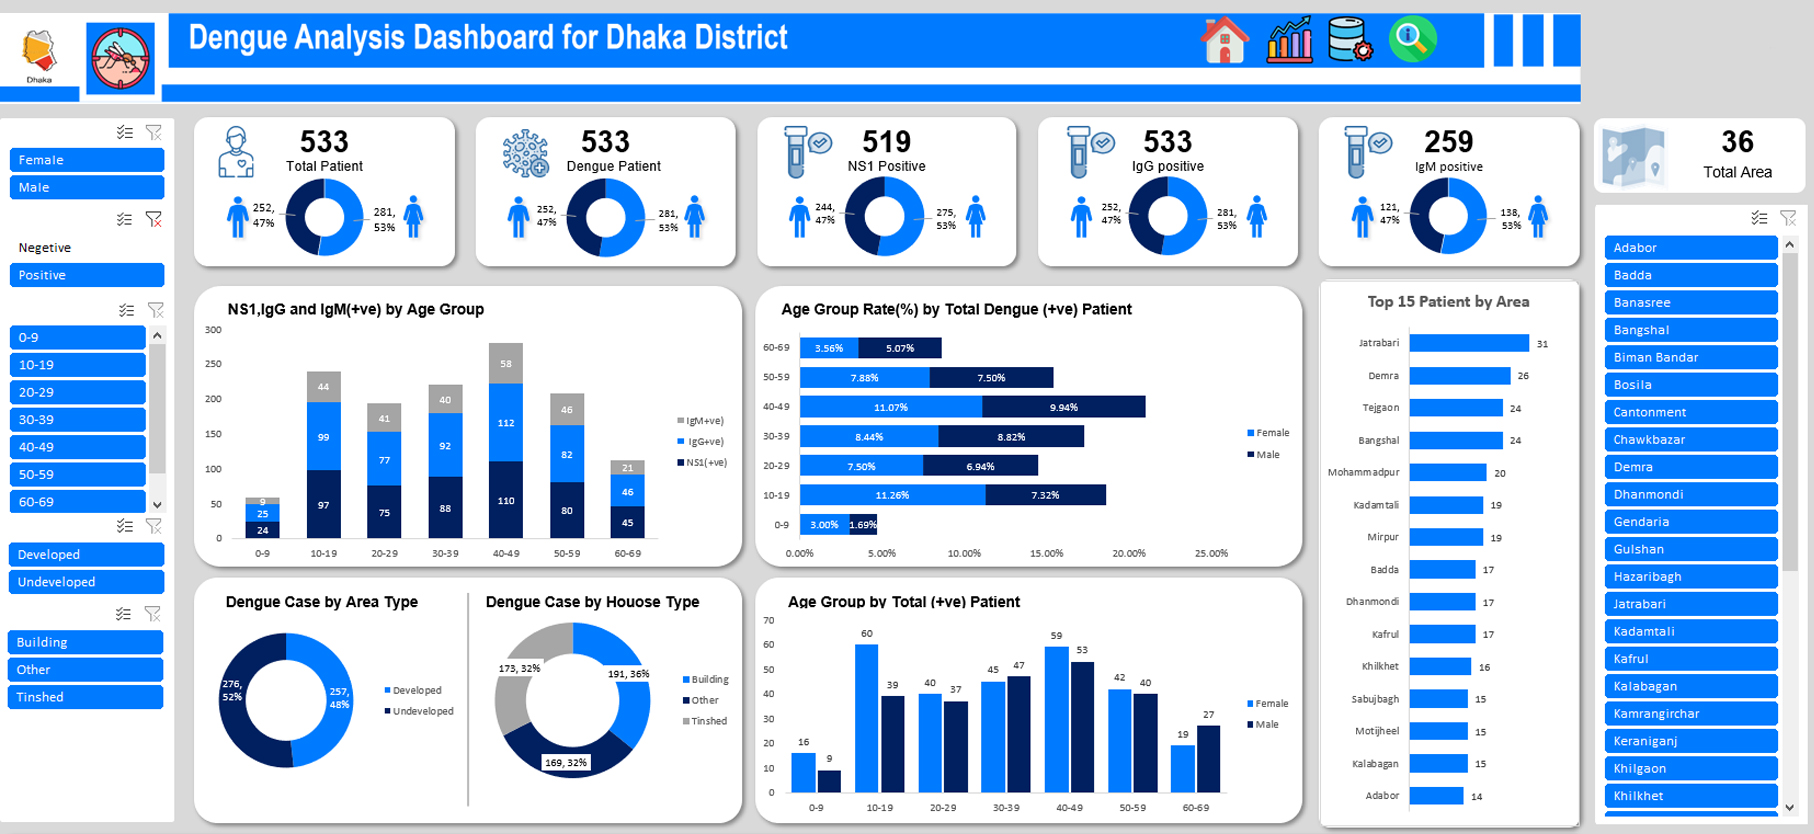 Dengue Analysis Dashboard for Dhaka District
Dhaka
Female
Male
Negetive
Positive
0-9
10-19
20-29
30-39
40-49
50-59
60-69
Developed
Undeveloped
Building
Other
Tinshed
533
Total Patient
252,
47%
281,
53%
533
Dengue Patient
252,
47%
281,
53%
519
NS1 Positive
244,
47%
275,
53%
533
IgG positive
252,
47%
281,
53%
259
IgM positive
121,
47%
138,
53%
36
Total Area
NS1,IgG and IgM(+ve) by Age Group
300
250
200
150
100
50
0
9
25
24
44
99
97
41
77
75
40
92
88
58
112
110
46
82
80
21
46
45
0-9
10-19
20-29
30-39
40-49
50-59
60-69
IgM+ve)
IgG+ve)
NS1(+ve)
Age Group Rate(%) by Total Dengue (+ve) Patient
60-69 3.56% 5.07%
50-59 7.88% 7.50%
40-49 11.07% 9.94%
30-39 8.44% 8.82%
20-29 7.50% 6.94%
10-19 11.26% 7.32%
0-9 3.00% 1.69%
0.00% 5.00% 10.00% 15.00% 20.00% 25.00%
Female
Male
Top 15 Patient by Area
Jatrabari 31
Demra 26
Tejgaon 24
Bangshal 24
Mohammadpur 20
Kadamtali 19
Mirpur 19
Badda 17
Dhanmondi 17
Kafrul 17
Khilkhet 16
Sabujbagh 15
Motijheel 15
Kalabagan 15
Adabor 14
Dengue Case by Area Type
276,
52%
257,
48%
Developed
Undeveloped
Dengue Case by Houose Type
173, 32%
191, 36%
169, 32%
Building
Other
Tinshed
Age Group by Total (+ve) Patient
70
60
50
40
30
20
10
0
16 9
60 39
40 37
45 47
59 53
42 40
19 27
0-9 10-19 20-29 30-39 40-49 50-59 60-69
Female
Male
Adabor
Badda
Banasree
Bangshal
Biman Bandar
Bosila
Cantonment
Chawkbazar
Demra
Dhanmondi
Gendaria
Gulshan
Hazaribagh
Jatrabari
Kadamtali
Kafrul
Kalabagan
Kamrangirchar
Keraniganj
Khilgaon
Khilkhet